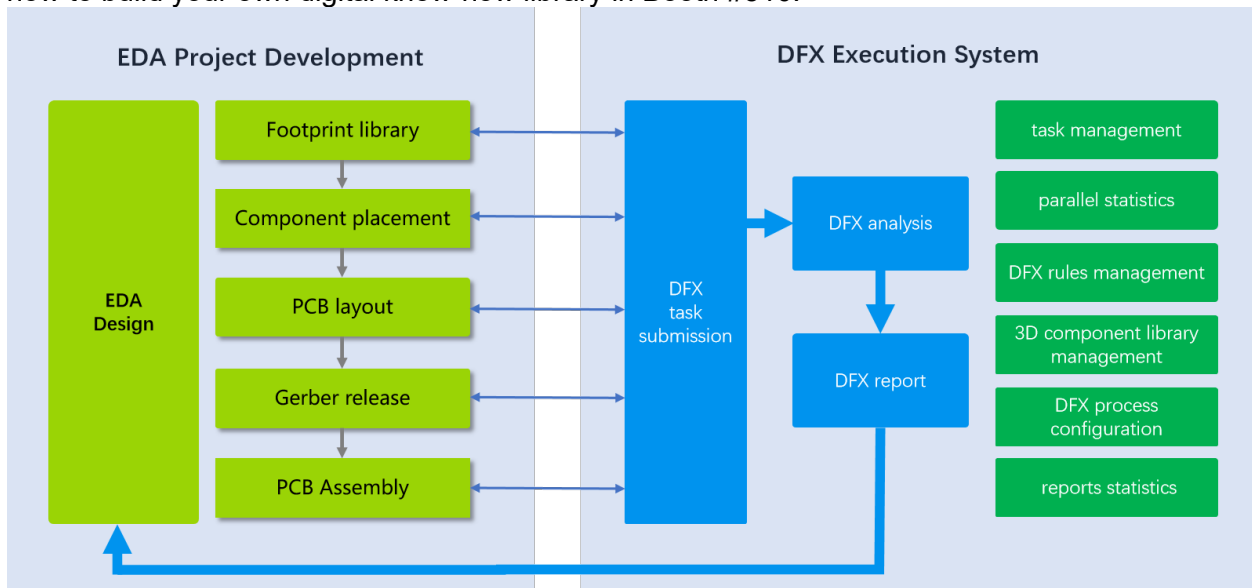 EDA Project Development
DFX Execution System
EDA
Design
Footprint library
Component placement
PCB layout
Gerber release
PCB Assembly
DFX
task
submission
DFX analysis
DFX report
task management
parallel statistics
DFX rules management
3D component library
management
DFX process
configuration
reports statistics